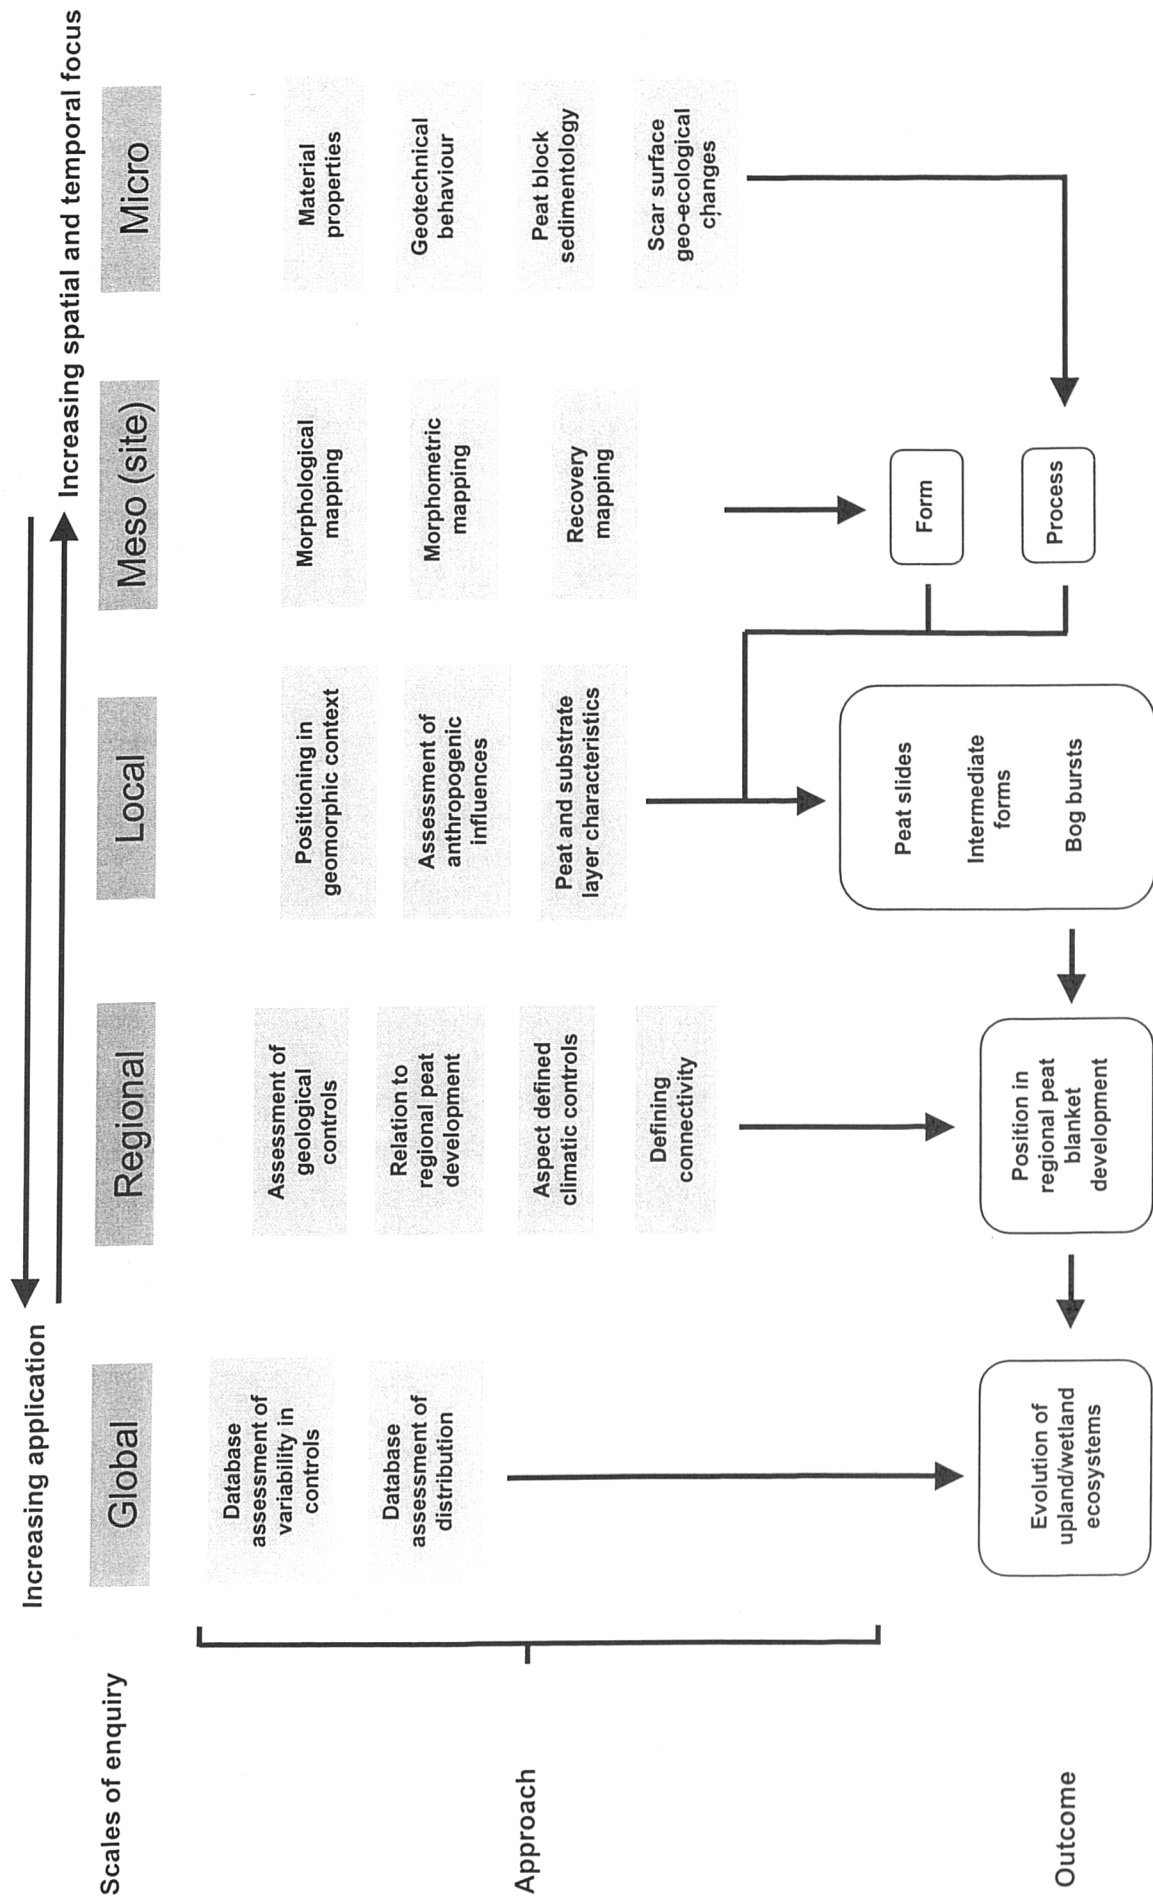 Increasing application
Increasing spatial and temporal focus
Scales of enquiry
Global
Regional
Local
Meso (site)
Micro
Approach
Database
assessment of
variability in
controls
Database
assessment of
distribution
Assessment of
geological
controls
Relation to
regional peat
development
Aspect defined
climatic controls
Defining
connectivity
Positioning in
geomorphic context
Assessment of
anthropogenic
influences
Peat and substrate
layer characteristics
Morphological
mapping
Morphometric
mapping
Recovery
mapping
Material
properties
Geotechnical
behaviour
Peat block
sedimentology
Scar surface
geo-ecological
changes
Outcome
Evolution of
upland/wetland
ecosystems
Position in
regional peat
blanket
development
Peat slides
Intermediate
forms
Bog bursts
Form
Process